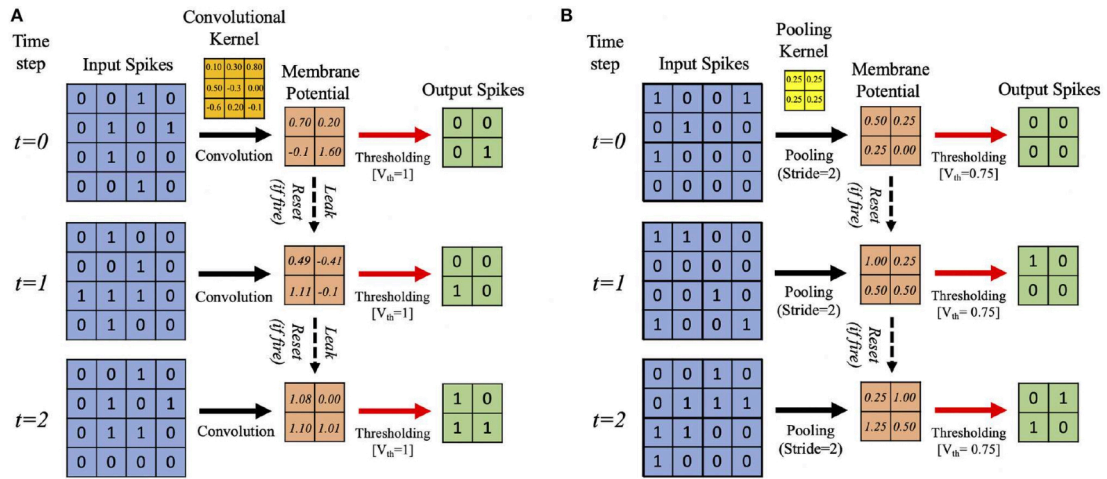 A
Time
step
Input Spikes
Convolutional
Kernel
0.10 0.30 0.80
0.50 -0.3 0.00
-0.6 0.20 -0.1
Membrane
Potential
Output Spikes
t=0
0 0 1 0
0 1 0 1
0 1 0 0
0 0 1 0
Convolution
0.70 0.20
-0.1 1.60
Thresholding
[Vth=1]
0 0
0 1
Reset
(if fire)
Leak
t=1
0 1 0 0
0 0 1 0
1 1 1 0
0 1 0 0
Convolution
0.49 -0.41
1.11 -0.1
Thresholding
[Vth=1]
0 0
1 0
Reset
(if fire)
Leak
t=2
0 0 1 0
0 1 0 1
0 1 1 0
0 0 0 0
Convolution
1.08 0.00
1.10 1.01
Thresholding
[Vth=1]
1 0
1 1
B
Time
step
Input Spikes
Pooling
Kernel
0.25 0.25
0.25 0.25
Membrane
Potential
Output Spikes
t=0
1 0 0 1
0 1 0 0
1 0 0 0
0 0 0 0
Pooling
(Stride=2)
0.50 0.25
0.25 0.00
Thresholding
[Vth=0.75]
0 0
0 0
Reset
(if fire)
t=1
1 1 0 0
0 0 0 0
0 0 1 0
1 0 0 1
Pooling
(Stride=2)
1.00 0.25
0.50 0.50
Thresholding
[Vth= 0.75]
1 0
0 0
Reset
(if fire)
t=2
0 0 1 0
0 1 1 1
1 1 0 0
1 0 0 0
Pooling
(Stride=2)
0.25 1.00
1.25 0.50
Thresholding
[Vth= 0.75]
0 1
1 0